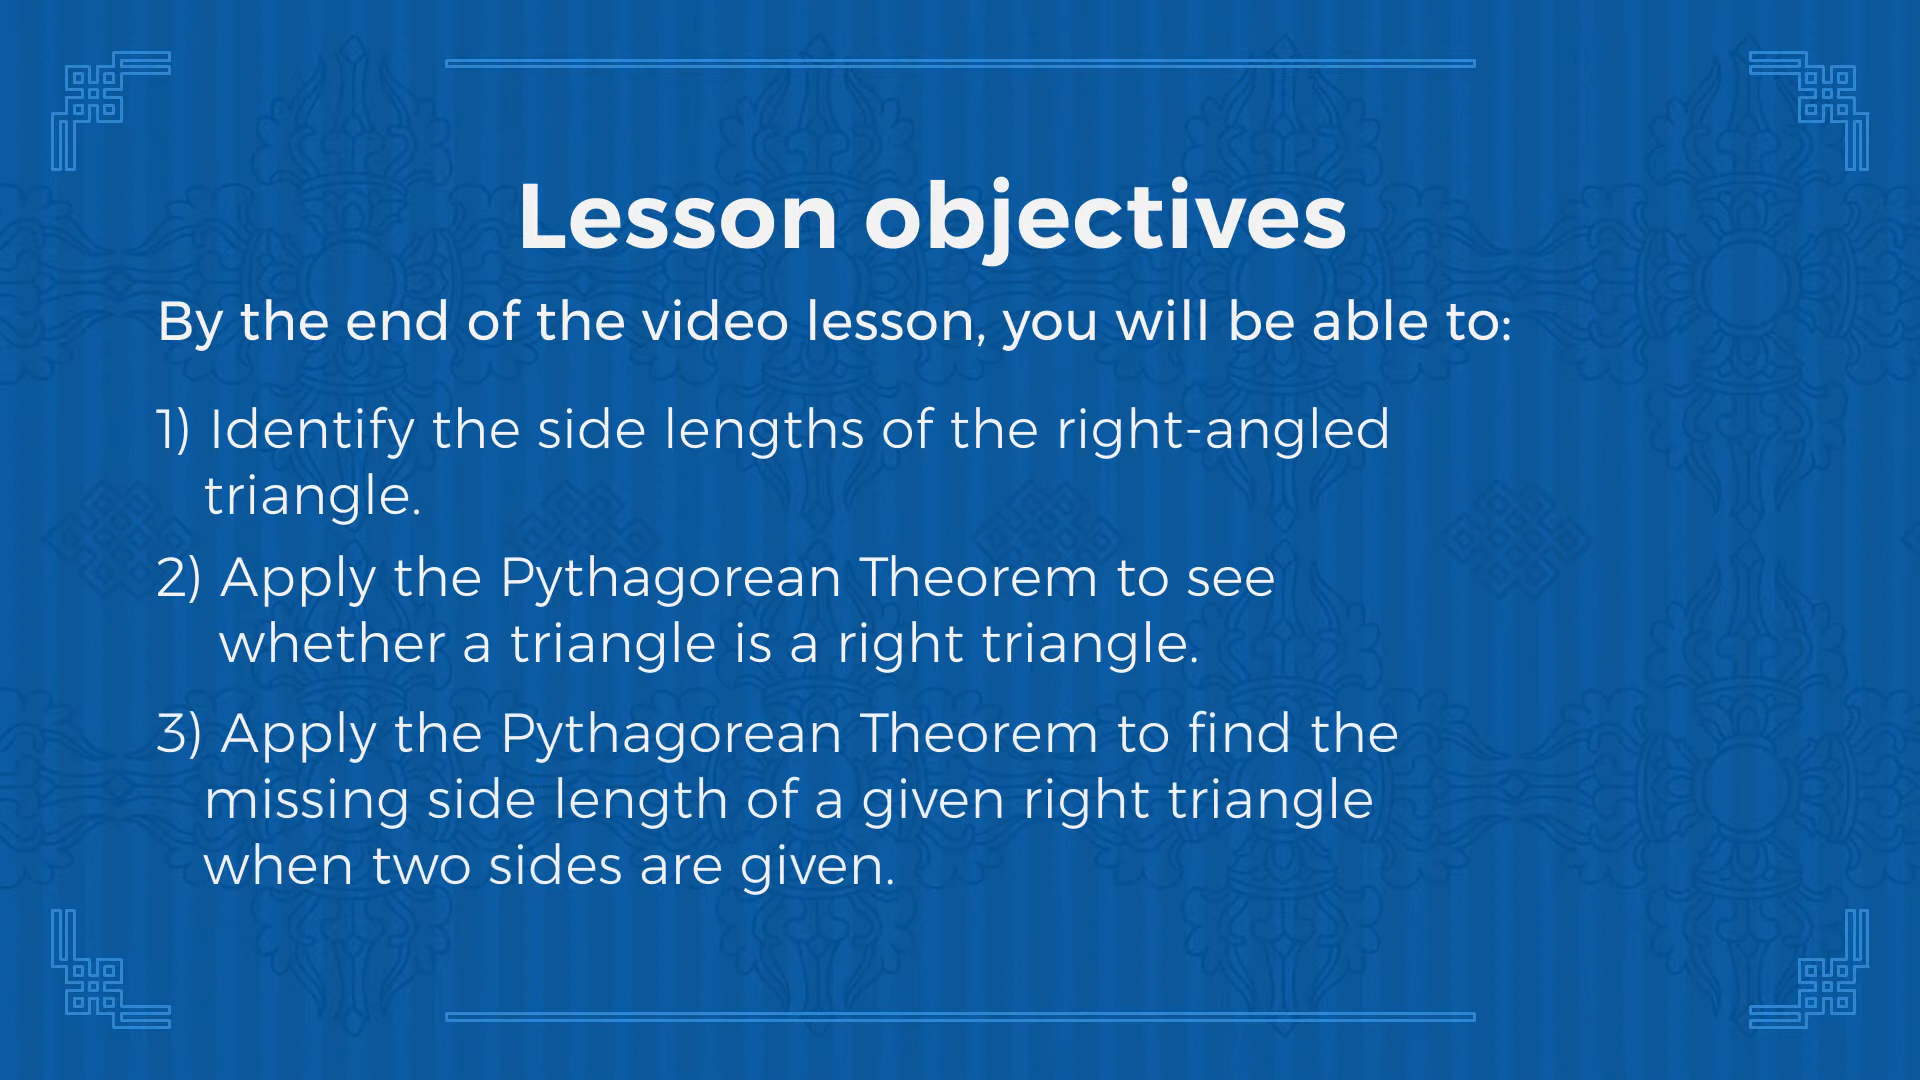 Lesson objectives
By the end of the video lesson, you will be able to:
1) Identify the side lengths of the right-angled
triangle.
2) Apply the Pythagorean Theorem to see
whether a triangle is a right triangle.
3) Apply the Pythagorean Theorem to find the
missing side length of a given right triangle
when two sides are given.